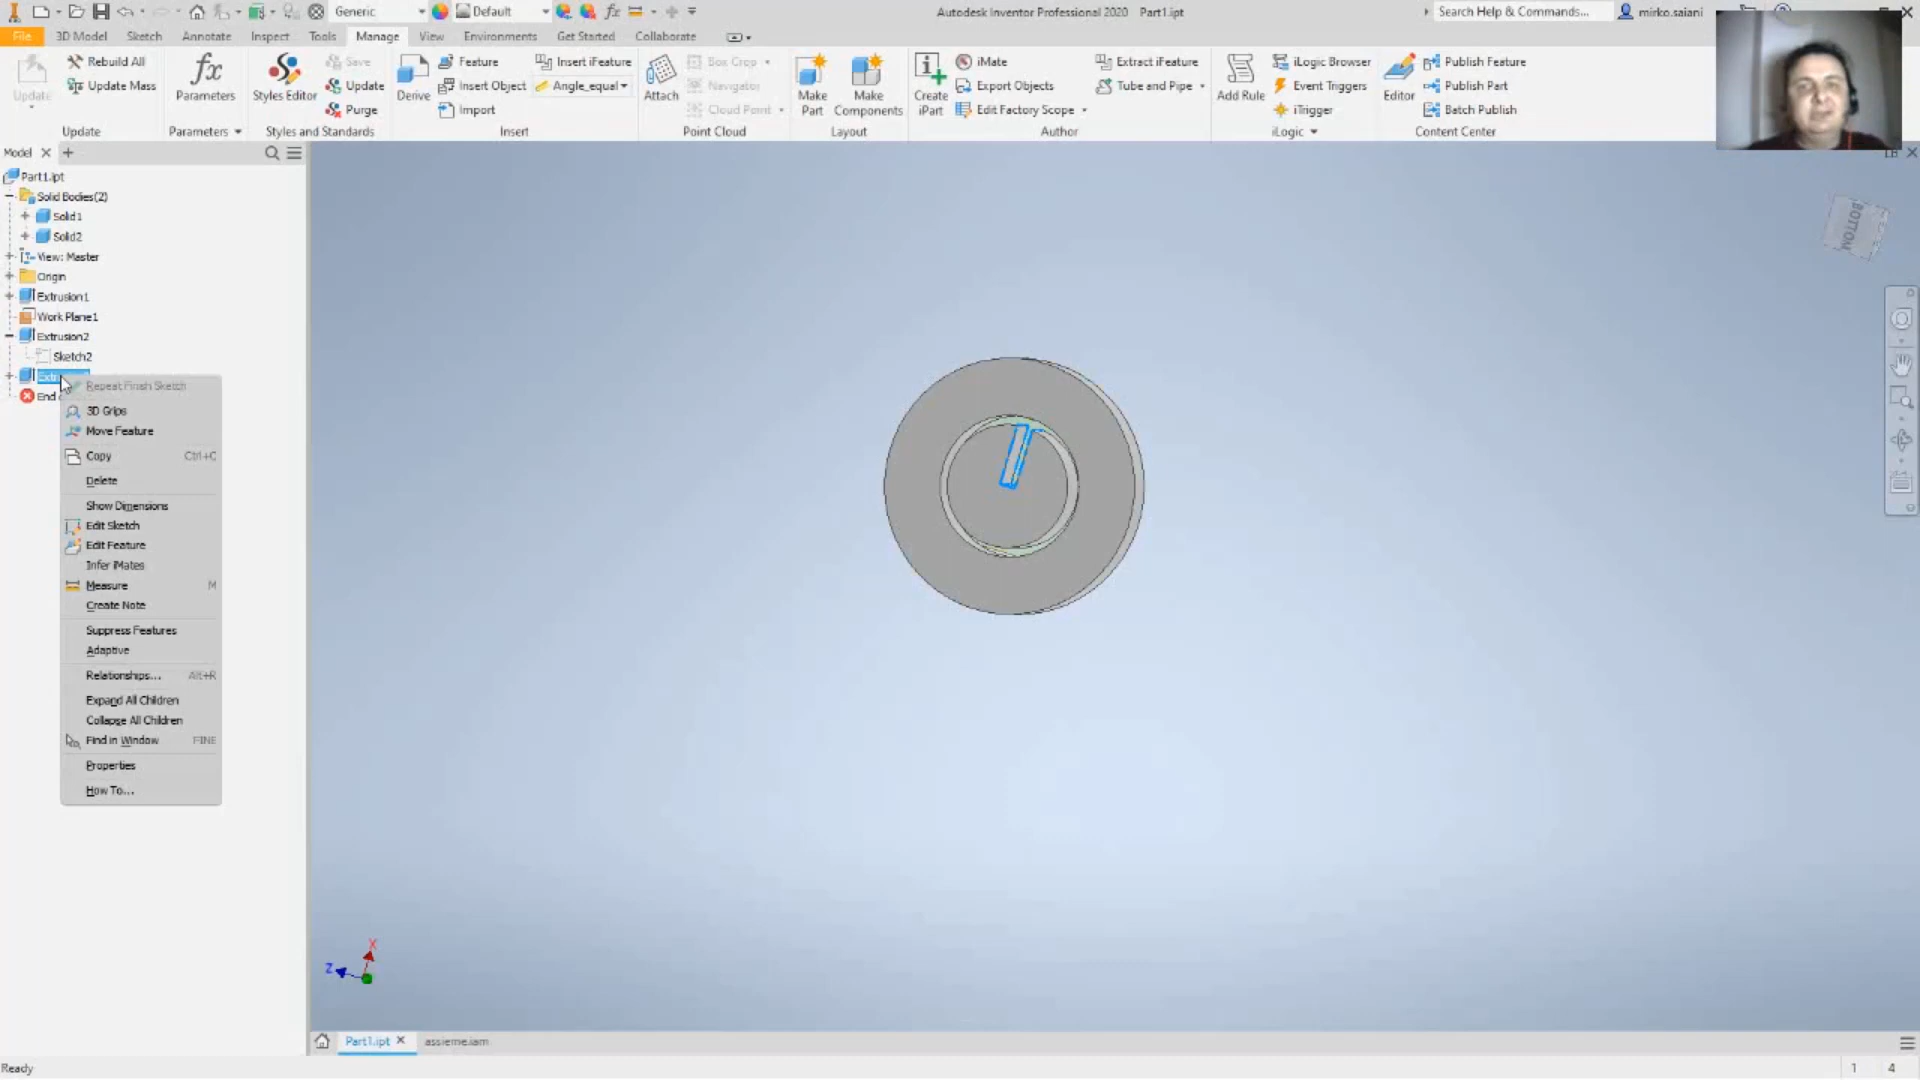 Generic
Default
Autodesk Inventor Professional 2020 Part1.ipt
Search Help & Commands...
mirko.saiani
File
3D Model
Sketch
Annotate
Inspect
Tools
Manage
View
Environments
Get Started
Collaborate
Update
Rebuild All
Update Mass
Update
Parameters
Parameters
Styles Editor
Save
Update
Purge
Styles and Standards
Derive
Feature
Insert Object
Import
Insert iFeature
Angle_equal
Insert
Attach
Box Crop
Navigator
Cloud Point
Point Cloud
Make Part
Make Components
Layout
Create iPart
iMate
Export Objects
Edit Factory Scope
Extract iFeature
Tube and Pipe
Author
Add Rule
iLogic Browser
Event Triggers
iTrigger
iLogic
Editor
Publish Feature
Publish Part
Batch Publish
Content Center
Model
Part1.ipt
Solid Bodies(2)
Solid1
Solid2
View: Master
Origin
Extrusion1
Work Plane1
Extrusion2
Sketch2
End
Repeat Finish Sketch
3D Grips
Move Feature
Copy Ctrl+C
Delete
Show Dimensions
Edit Sketch
Edit Feature
Infer iMates
Measure M
Create Note
Suppress Features
Adaptive
Relationships... Alt+R
Expand All Children
Collapse All Children
Find in Window FINE
Properties
How To...
BOTTOM
X
Z
Part1.ipt
assieme.iam
Ready
1 4